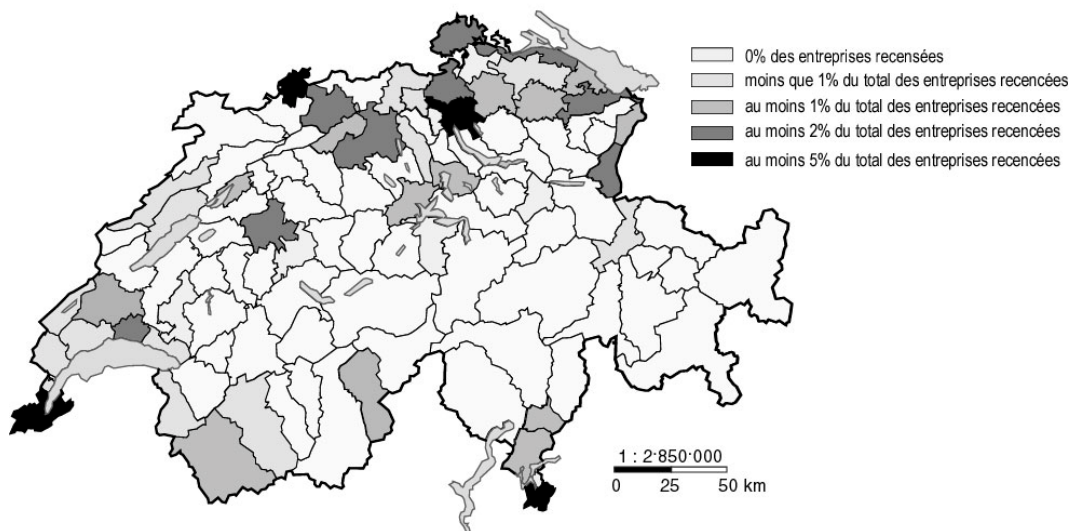 0% des entreprises recensées
moins que 1% du total des entreprises recencées
au moins 1% du total des entreprises recencées
au moins 2% du total des entreprises recencées
au moins 5% du total des entreprises recencées
1 : 2·850·000
0 25 50 km